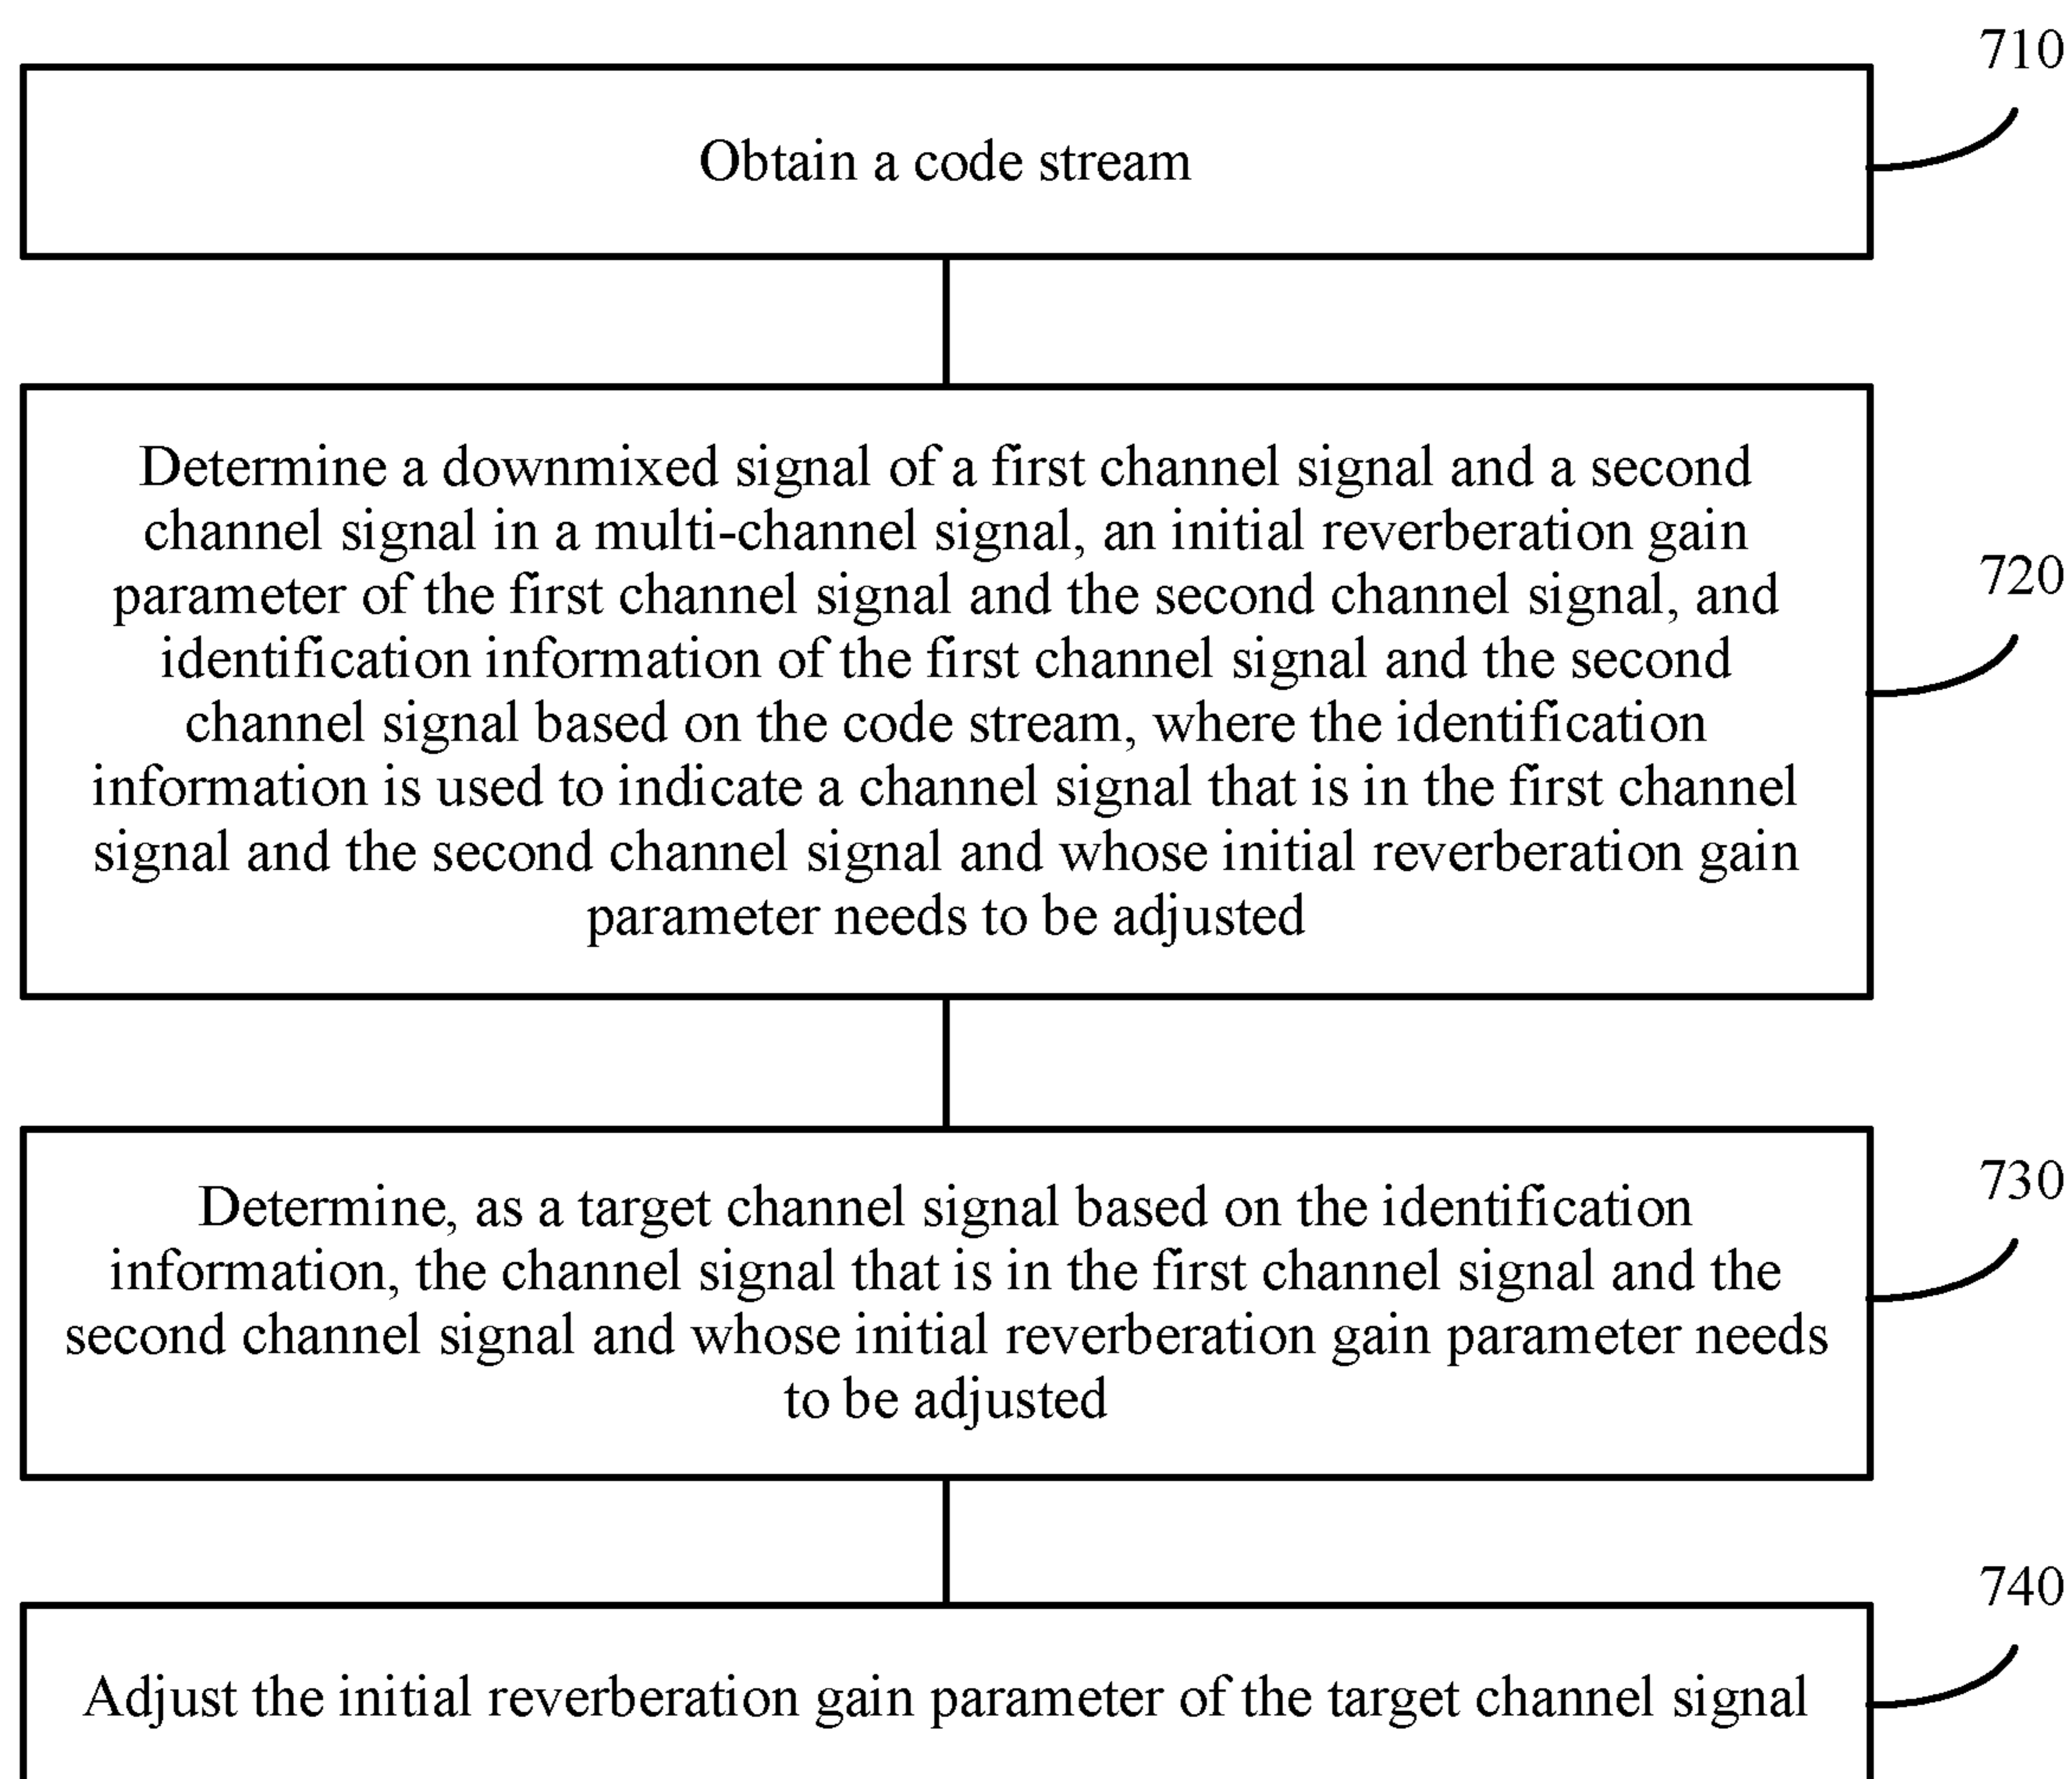 710
Obtain a code stream
Determine a downmixed signal of a first channel signal and a second
channel signal in a multi-channel signal, an initial reverberation gain
parameter of the first channel signal and the second channel signal, and
identification information of the first channel signal and the second
channel signal based on the code stream, where the identification
information is used to indicate a channel signal that is in the first channel
signal and the second channel signal and whose initial reverberation gain
parameter needs to be adjusted
720
Determine, as a target channel signal based on the identification
information, the channel signal that is in the first channel signal and the
second channel signal and whose initial reverberation gain parameter needs
to be adjusted
730
740
Adjust the initial reverberation gain parameter of the target channel signal